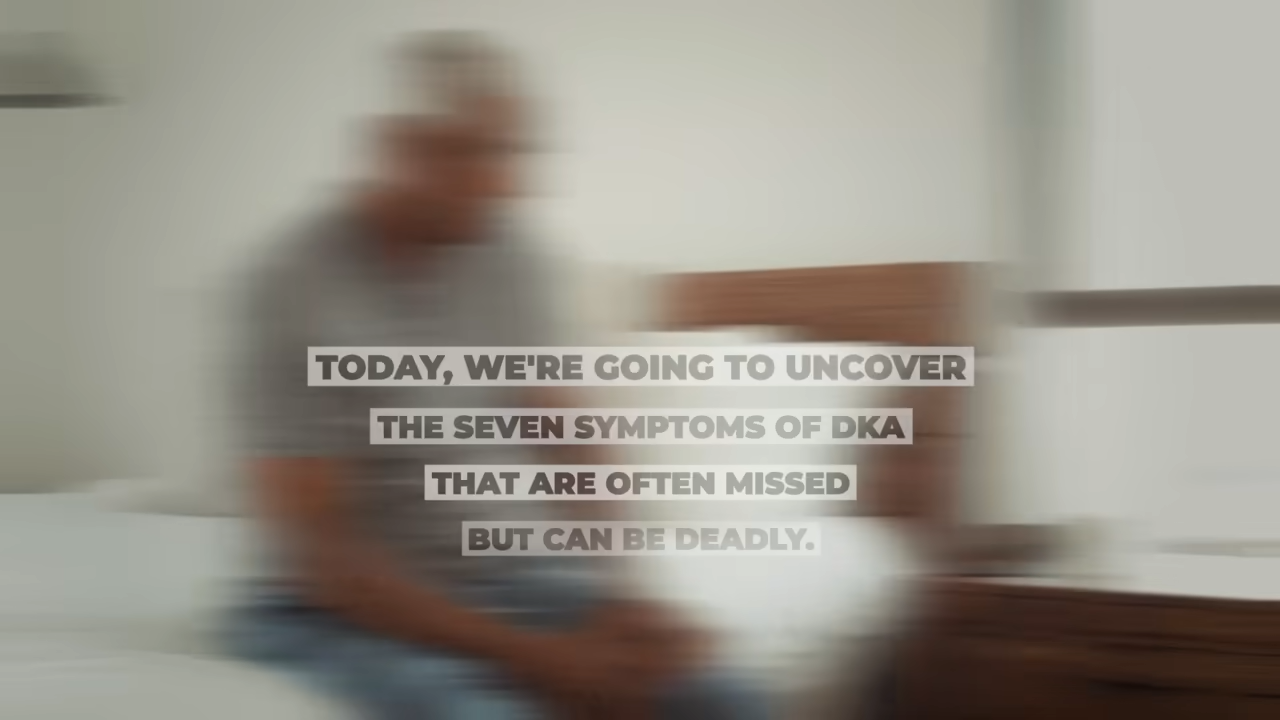 TODAY, WE'RE GOING TO UNCOVER
THE SEVEN SYMPTOMS OF DKA
THAT ARE OFTEN MISSED
BUT CAN BE DEADLY.